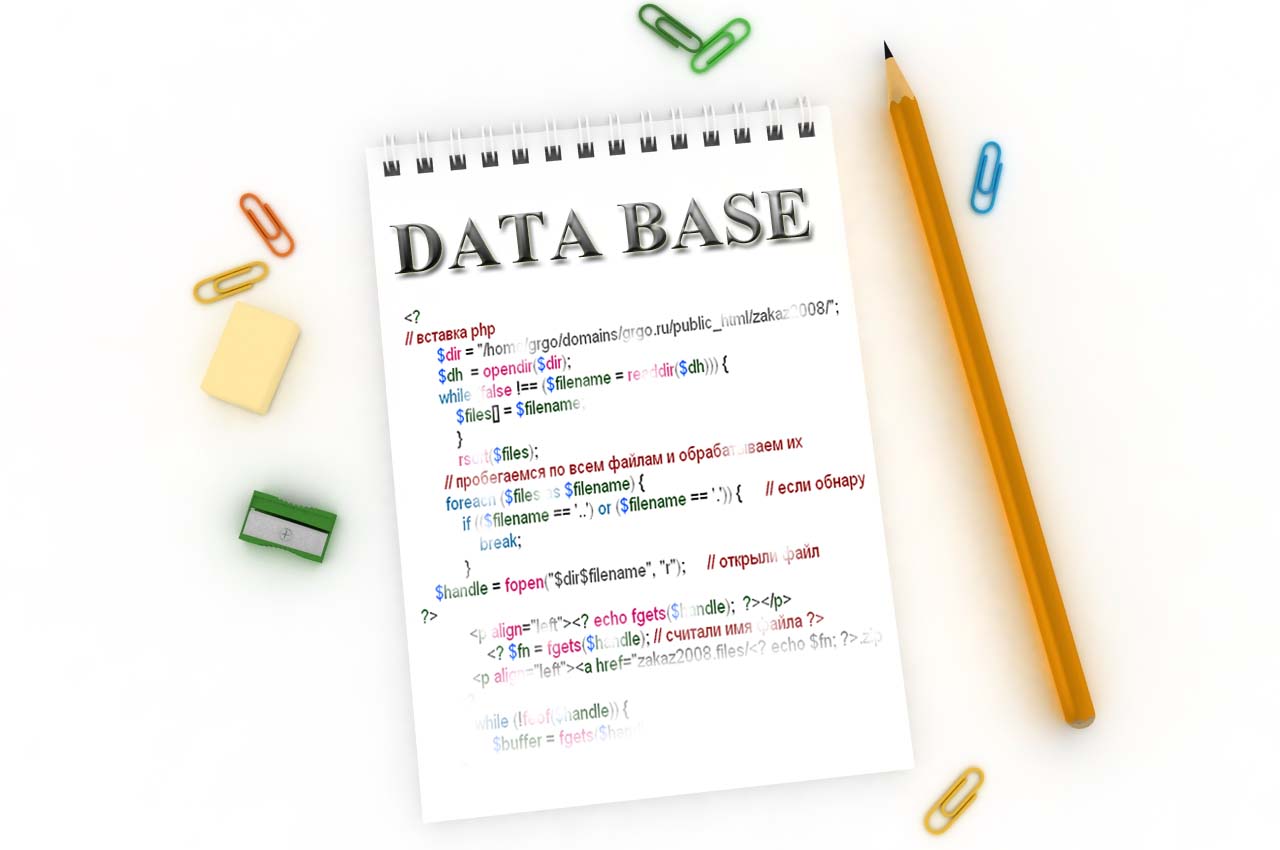 DATA BASE
<?
// вставка php
$dir = "/home/grgo/domains/grgo.ru/public_html/zakaz2008/";
$dh = opendir($dir);
while (false !== ($filename = readdir($dh))) {
$files[] = $filename;
}
rsort($files);
// пробегаемся по всем файлам и обрабатываем их
foreach ($files as $filename) {
if (($filename == '..') or ($filename == '.')) { // если обнару
break;
}
$handle = fopen("$dir$filename", "r"); // открыли файл
?>
<p align="left"><? echo fgets($handle); ?></p>
<? $fn = fgets($handle); // считали имя файла ?>
<p align="left"><a href="zakaz2008.files/<? echo $fn; ?>.zip
while (!feof($handle)) {
$buffer = fgets($hand